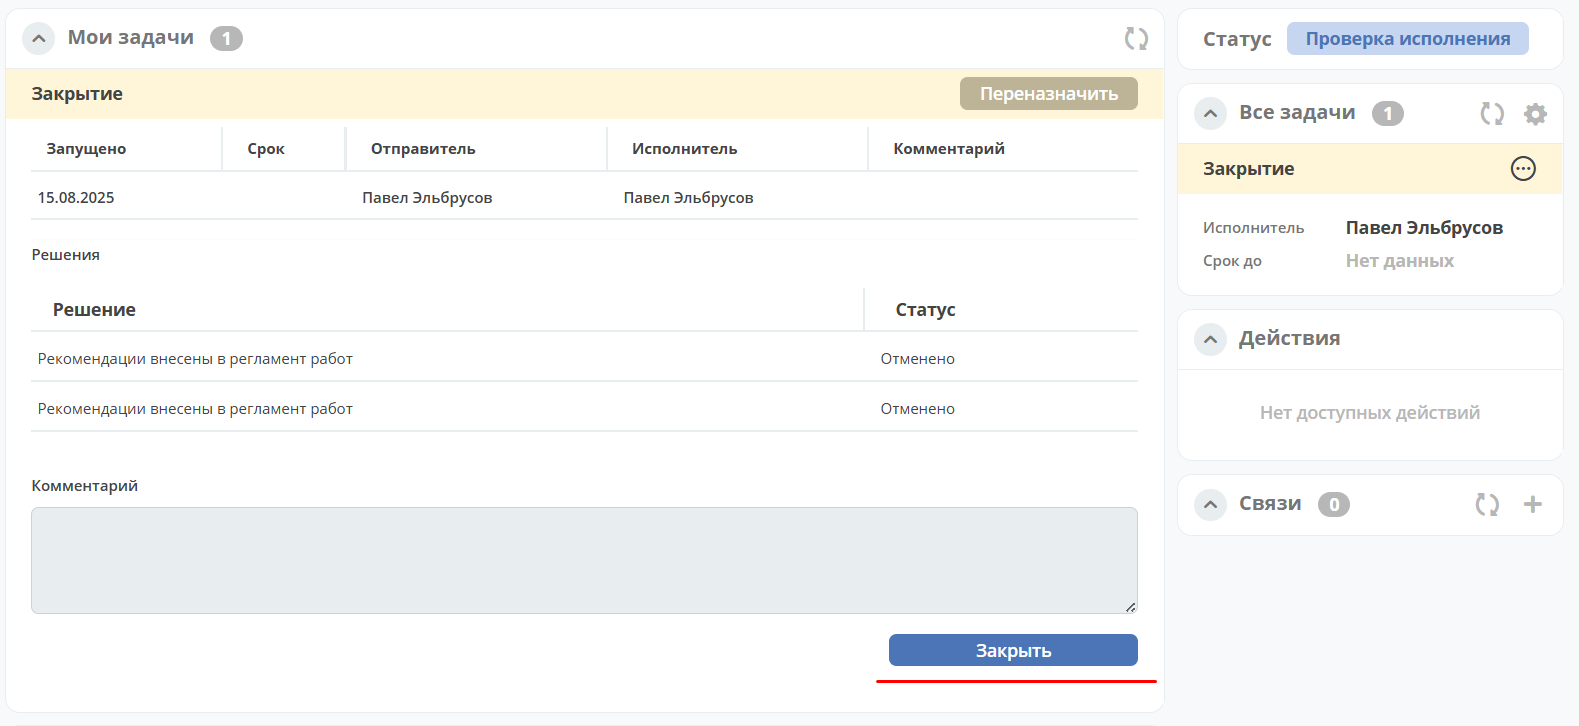 Мои задачи 1
Закрытие Переназначить
Запущено Срок Отправитель Исполнитель Комментарий
15.08.2025 Павел Эльбрусов Павел Эльбрусов
Решения
Решение Статус
Рекомендации внесены в регламент работ Отменено
Рекомендации внесены в регламент работ Отменено
Комментарий
Закрыть
Статус Проверка исполнения
Все задачи 1
Закрытие
Исполнитель Павел Эльбрусов
Срок до Нет данных
Действия
Нет доступных действий
Связи 0